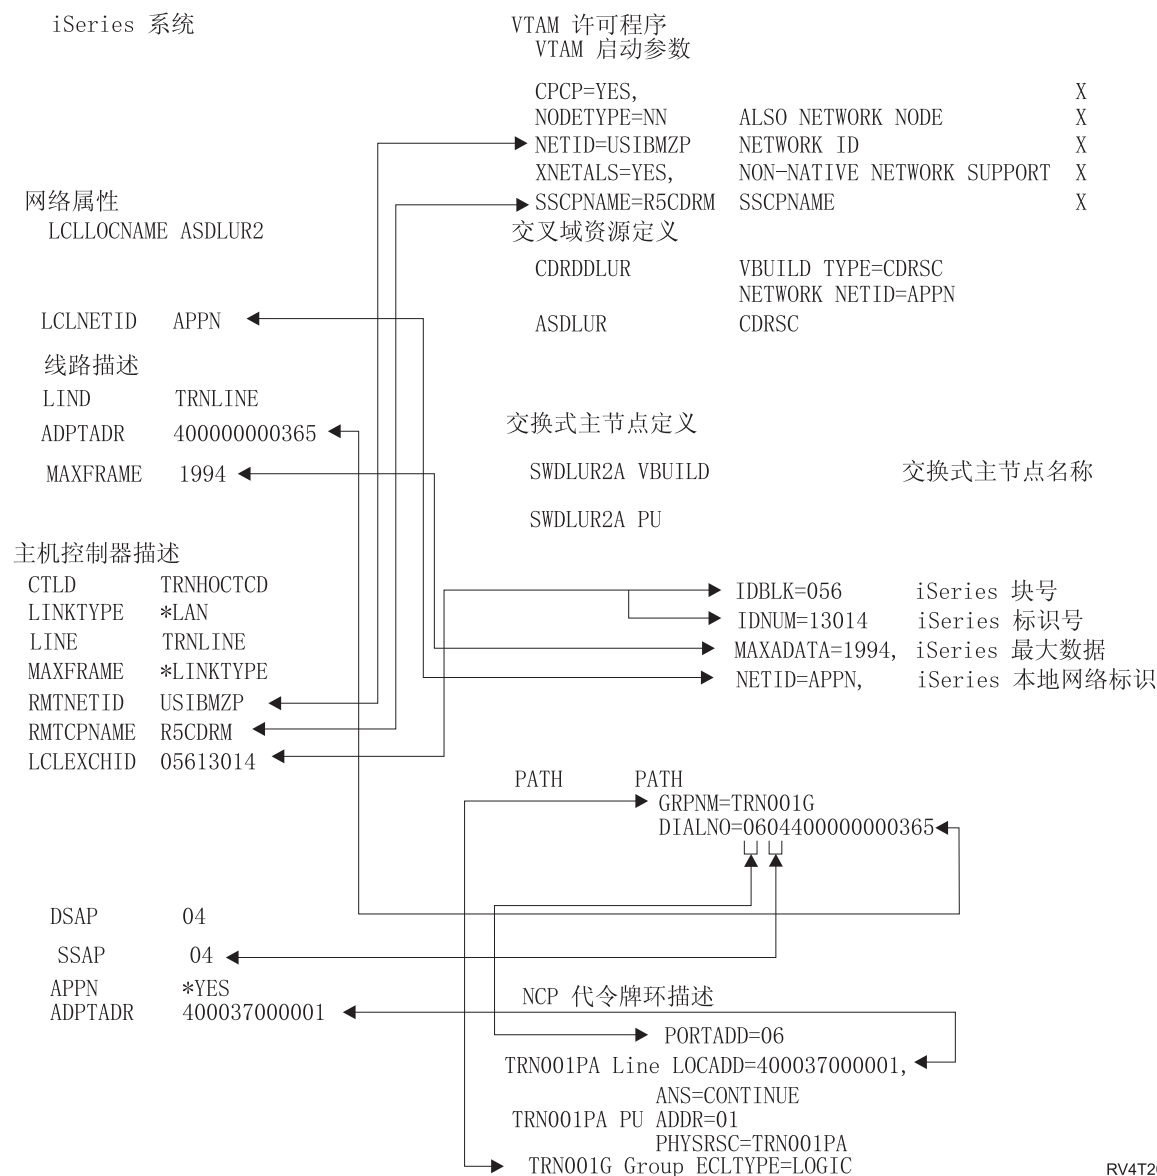 iSeries 系统 VTAM 许可程序
VTAM 启动参数
CPCP=YES, X
NODETYPE=NN ALSO NETWORK NODE X
NETID=USIBMZP NETWORK ID X
XNETALS=YES, NON-NATIVE NETWORK SUPPORT X
网络属性 SSCPNAME=R5CDRM SSCPNAME X
LCLLOCNAME ASDLUR2 交叉域资源定义
CDRDDLUR VBUILD TYPE=CDRSC
NETWORK NETID=APPN
LCLNETID APPN ASDLUR CDRSC
线路描述
LIND TRNLINE
ADPTADR 400000000365 交换式主节点定义
MAXFRAME 1994 SWDLUR2A VBUILD 交换式主节点名称
SWDLUR2A PU
主机控制器描述
CTLD TRNHOCTCD IDBLK=056 iSeries 块号
LINKTYPE *LAN IDNUM=13014 iSeries 标识号
LINE TRNLINE MAXADATA=1994, iSeries 最大数据
MAXFRAME *LINKTYPE NETID=APPN, iSeries 本地网络标识
RMTNETID USIBMZP
RMTCPNAME R5CDRM
LCLEXCHID 05613014
PATH PATH
GRPNM=TRN001G
DIALNO=0604400000000365
DSAP 04
SSAP 04
APPN *YES NCP 代令牌环描述
ADPTADR 400037000001
PORTADD=06
TRN001PA Line LOCADD=400037000001,
ANS=CONTINUE
TRN001PA PU ADDR=01
PHYSRSC=TRN001PA
TRN001G Group ECLTYPE=LOGIC
RV4T2